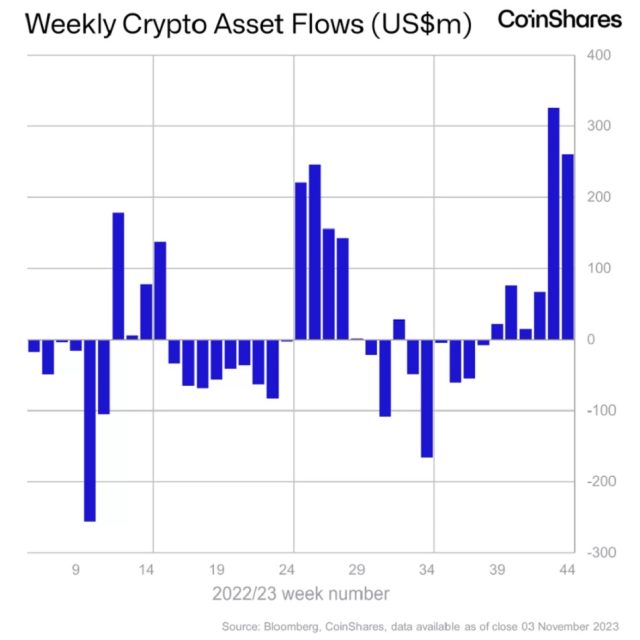 Weekly Crypto Asset Flows (US$m) CoinShares
400
300
200
100
0
-100
-200
-300
9 14 19 24 29 34 39 44
2022/23 week number
Source: Bloomberg, CoinShares, data available as of close 03 November 2023